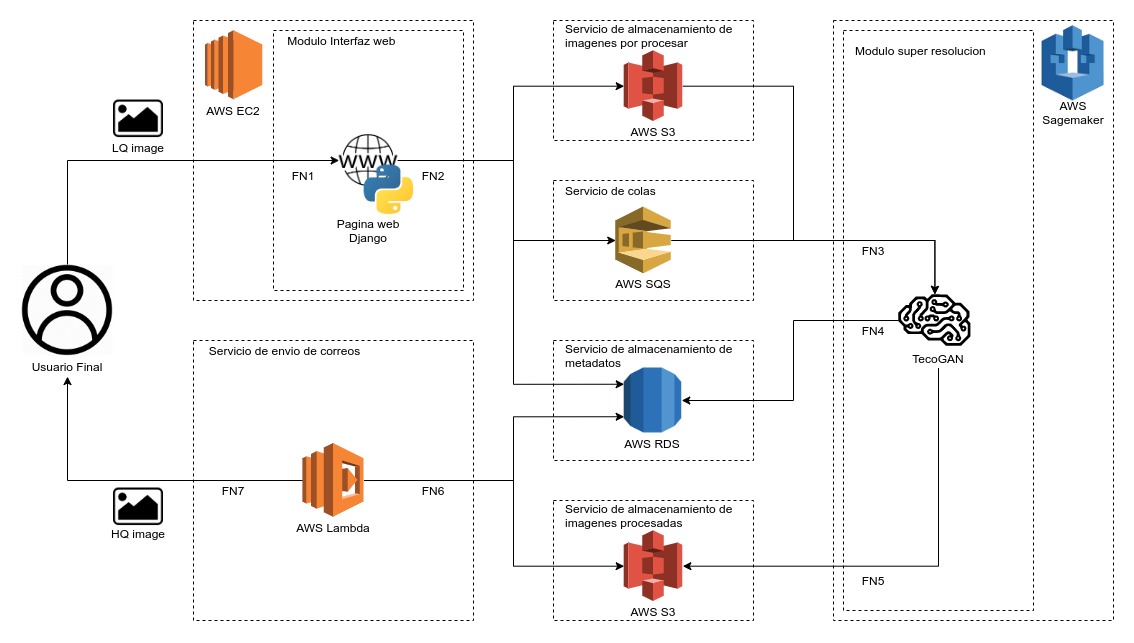 Modulo Interfaz web
AWS EC2
LQ image
FN1
WWW
FN2
Pagina web
Django
Usuario Final
Servicio de almacenamiento de
imagenes por procesar
AWS S3
Servicio de colas
AWS SQS
Modulo super resolucion
AWS
Sagemaker
FN3
FN4
TecoGAN
Servicio de almacenamiento de
metadatos
AWS RDS
Servicio de envio de correos
FN7
FN6
AWS Lambda
HQ image
Servicio de almacenamiento de
imagenes procesadas
AWS S3
FN5